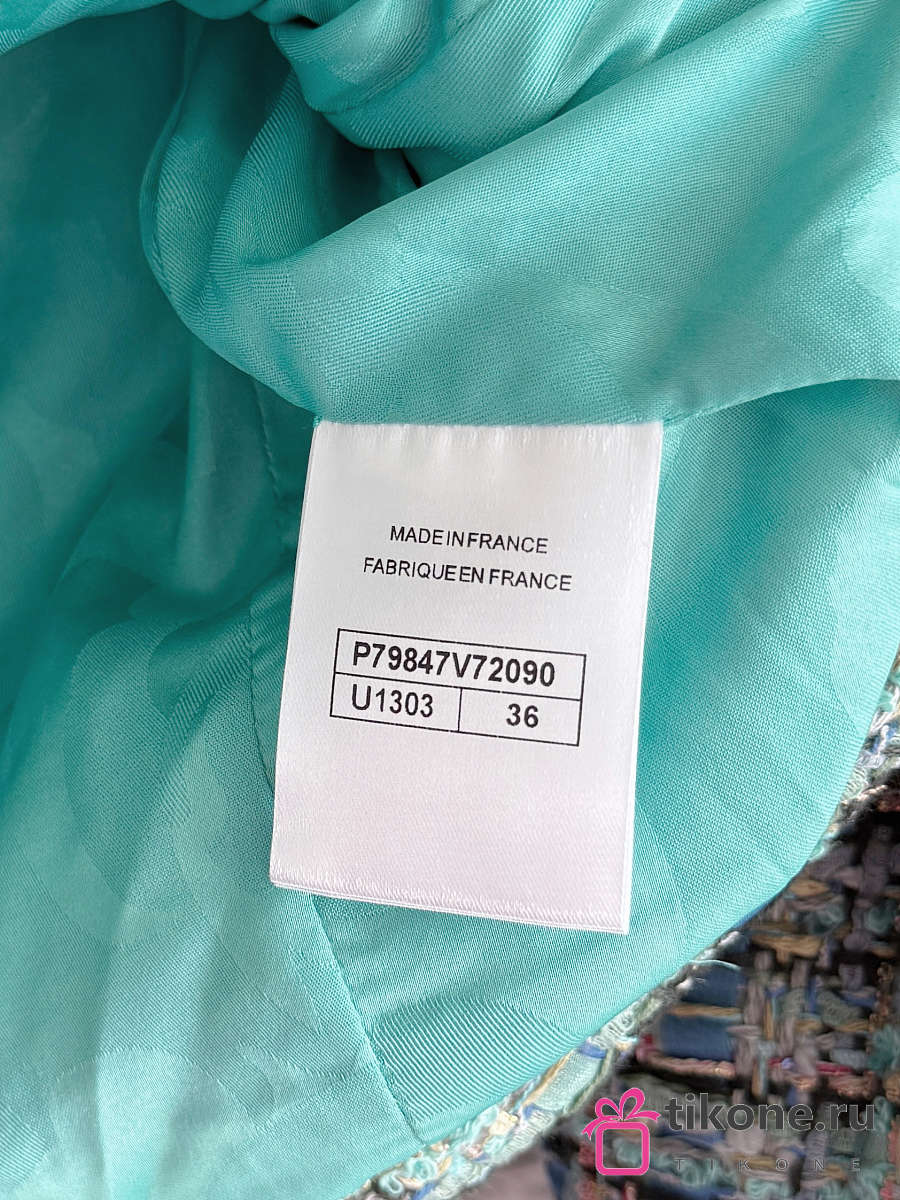 MADE IN FRANCE
FABRIQUE EN FRANCE
P79847V72090
U1303 36
tikone.ru
TIKONE